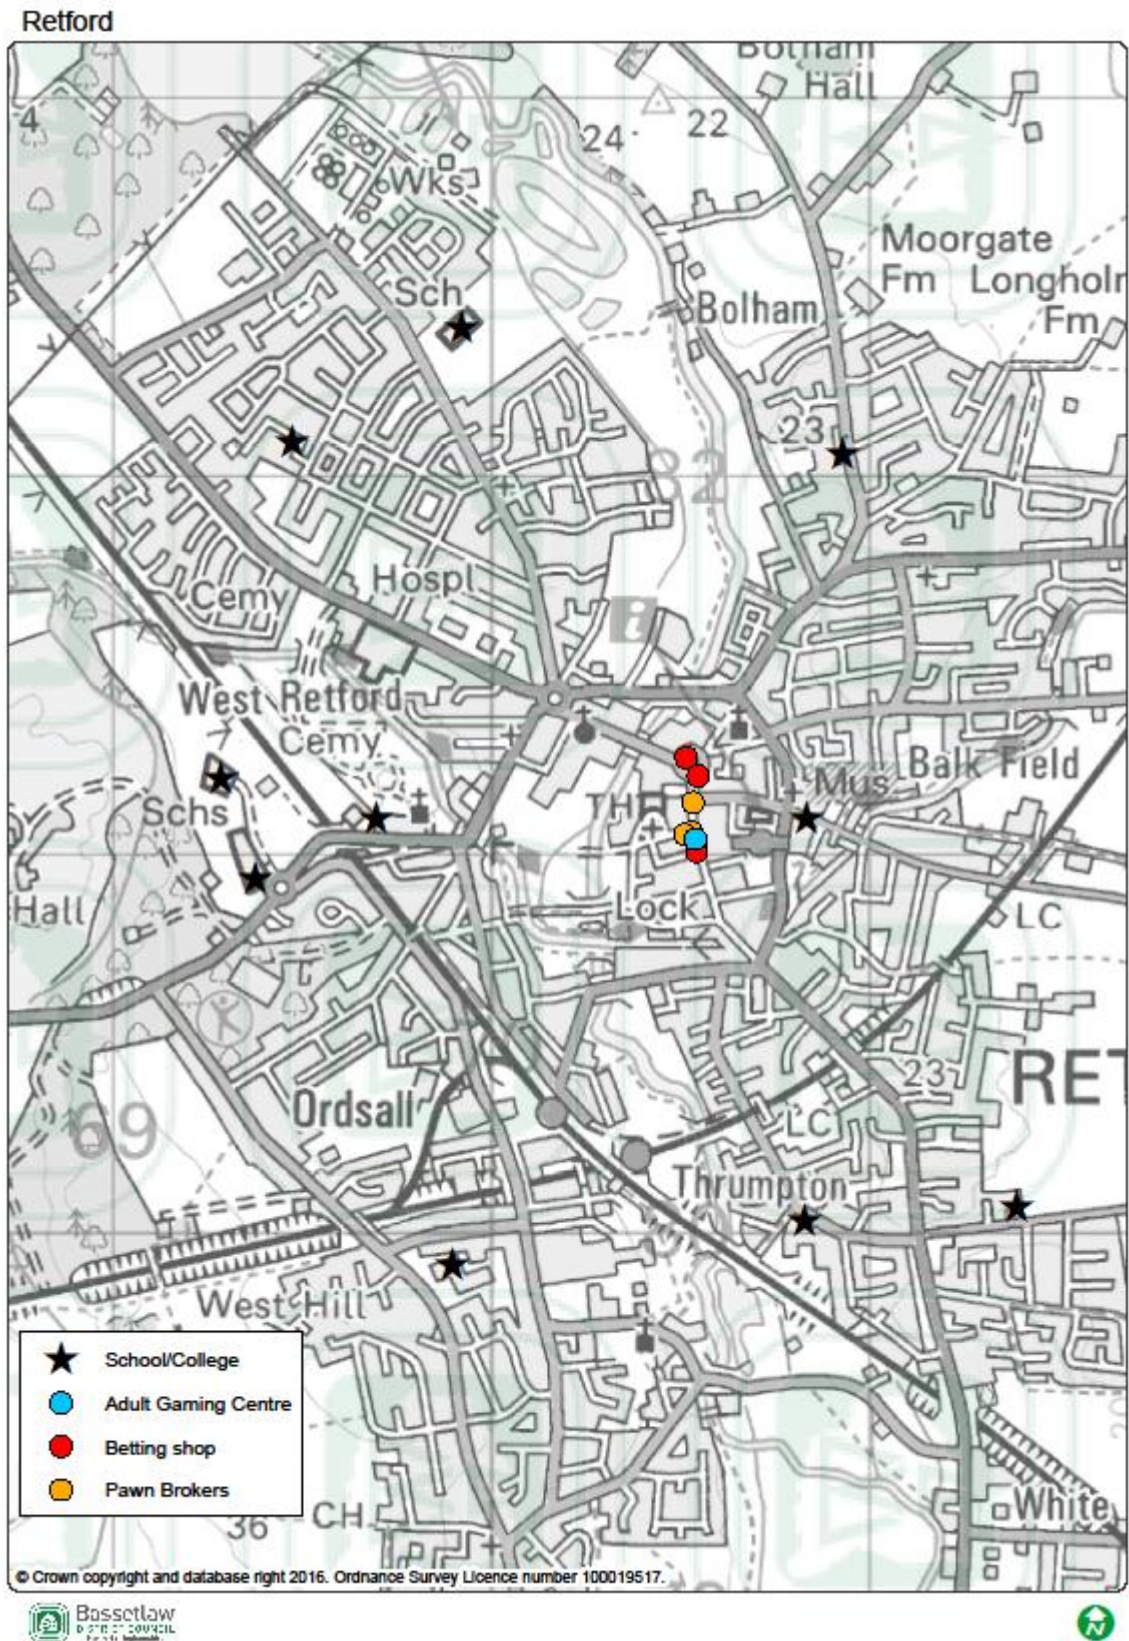 Retford
Botham
Hall
4
24
22
Wks
Moorgate
Fm
Longholm
Fm
Sch
Bolham
23
82
Cemy
Hospl
i
West Retford
Cemy
Mus
Balk Field
Schs
TH
Hall
Lock
LC
23
RET
Ordsall
69
LC
Thrumpton
West Hill
School/College
Adult Gaming Centre
Betting shop
Pawn Brokers
36
CH
White
© Crown copyright and database right 2016. Ordnance Survey Licence number 100019517.
Bassetlaw
DISTRICT COUNCIL
N